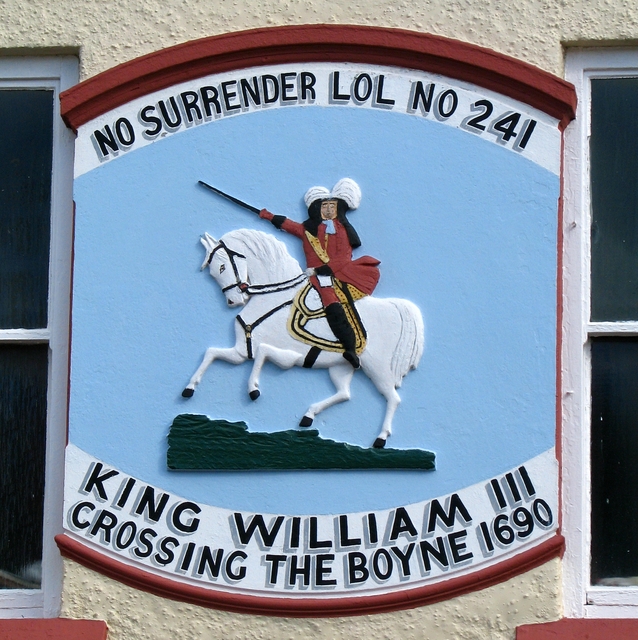 NO SURRENDER LOL NO 241
KING WILLIAM III
CROSSING THE BOYNE 1690